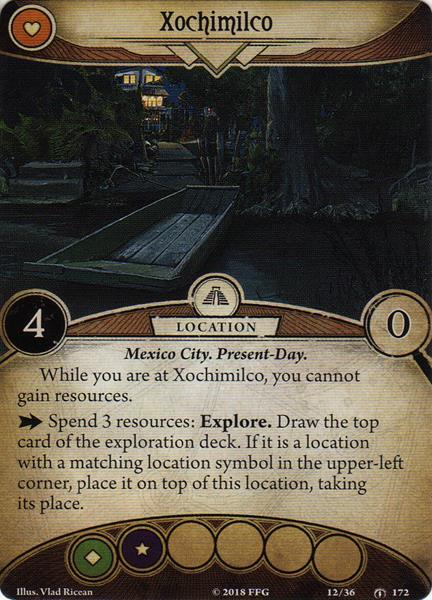 Xochimilco
4
LOCATION
0
Mexico City. Present-Day.
While you are at Xochimilco, you cannot
gain resources.
Spend 3 resources: Explore. Draw the top
card of the exploration deck. If it is a location
with a matching location symbol in the upper-left
corner, place it on top of this location, taking
its place.
Illus. Vlad Ricean © 2018 FFG 12/36 172